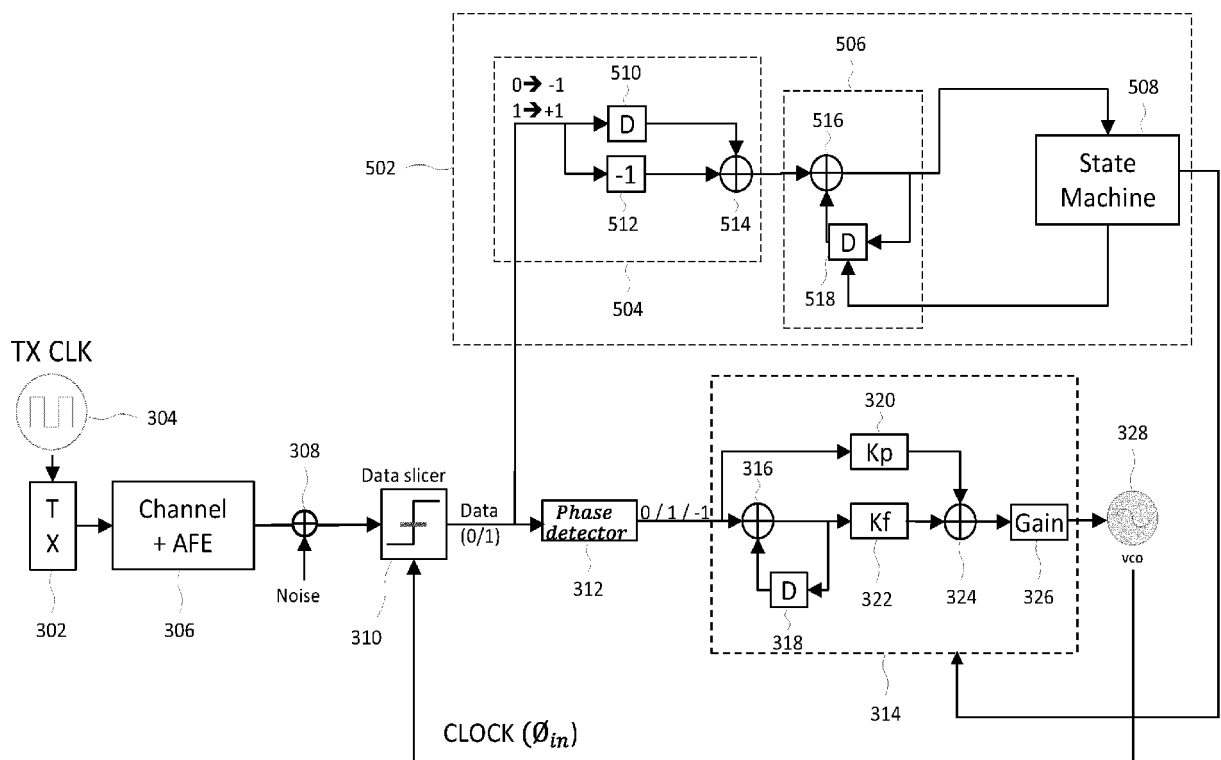 506
510
0➔ -1
1➔ +1
D
-1
512
514
516
508
State
Machine
502
D
518
504
TX CLK
304
T
X
302
Channel
+ AFE
306
308
Noise
Data slicer
310
Data
(0/1)
Phase
detector
312
0 / 1 / -1
316
D
318
320
Kp
Kf
322
324
Gain
326
328
VCO
314
CLOCK (Ø_in)